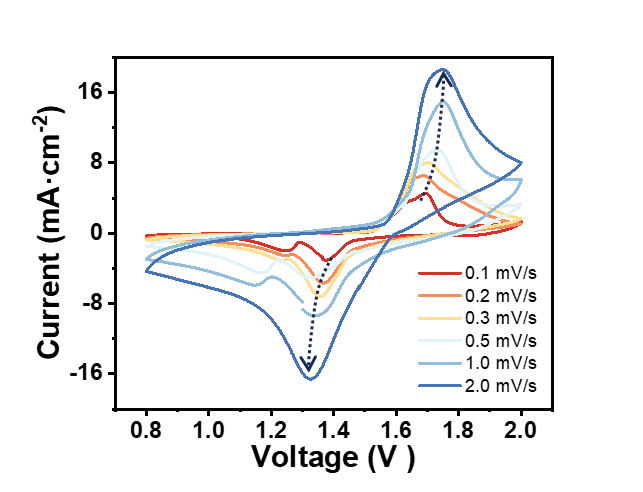 16
8
0
-8
-16
Current (mA·cm-2)
0.1 mV/s
0.2 mV/s
0.3 mV/s
0.5 mV/s
1.0 mV/s
2.0 mV/s
0.8 1.0 1.2 1.4 1.6 1.8 2.0
Voltage (V )